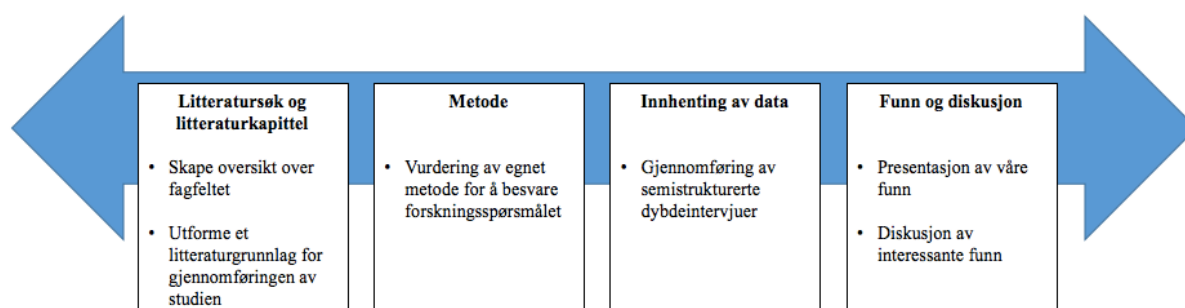 Litteratursøk og
litteraturkapittel
• Skape oversikt over
fagfeltet
• Utforme et
litteraturgrunnlag for
gjennomføringen av
studien
Metode
• Vurdering av egnet
metode for å besvare
forskningsspørsmålet
Innhenting av data
• Gjennomføring av
semistrukturerte
dybdeintervjuer
Funn og diskusjon
• Presentasjon av våre
funn
• Diskusjon av
interessante funn